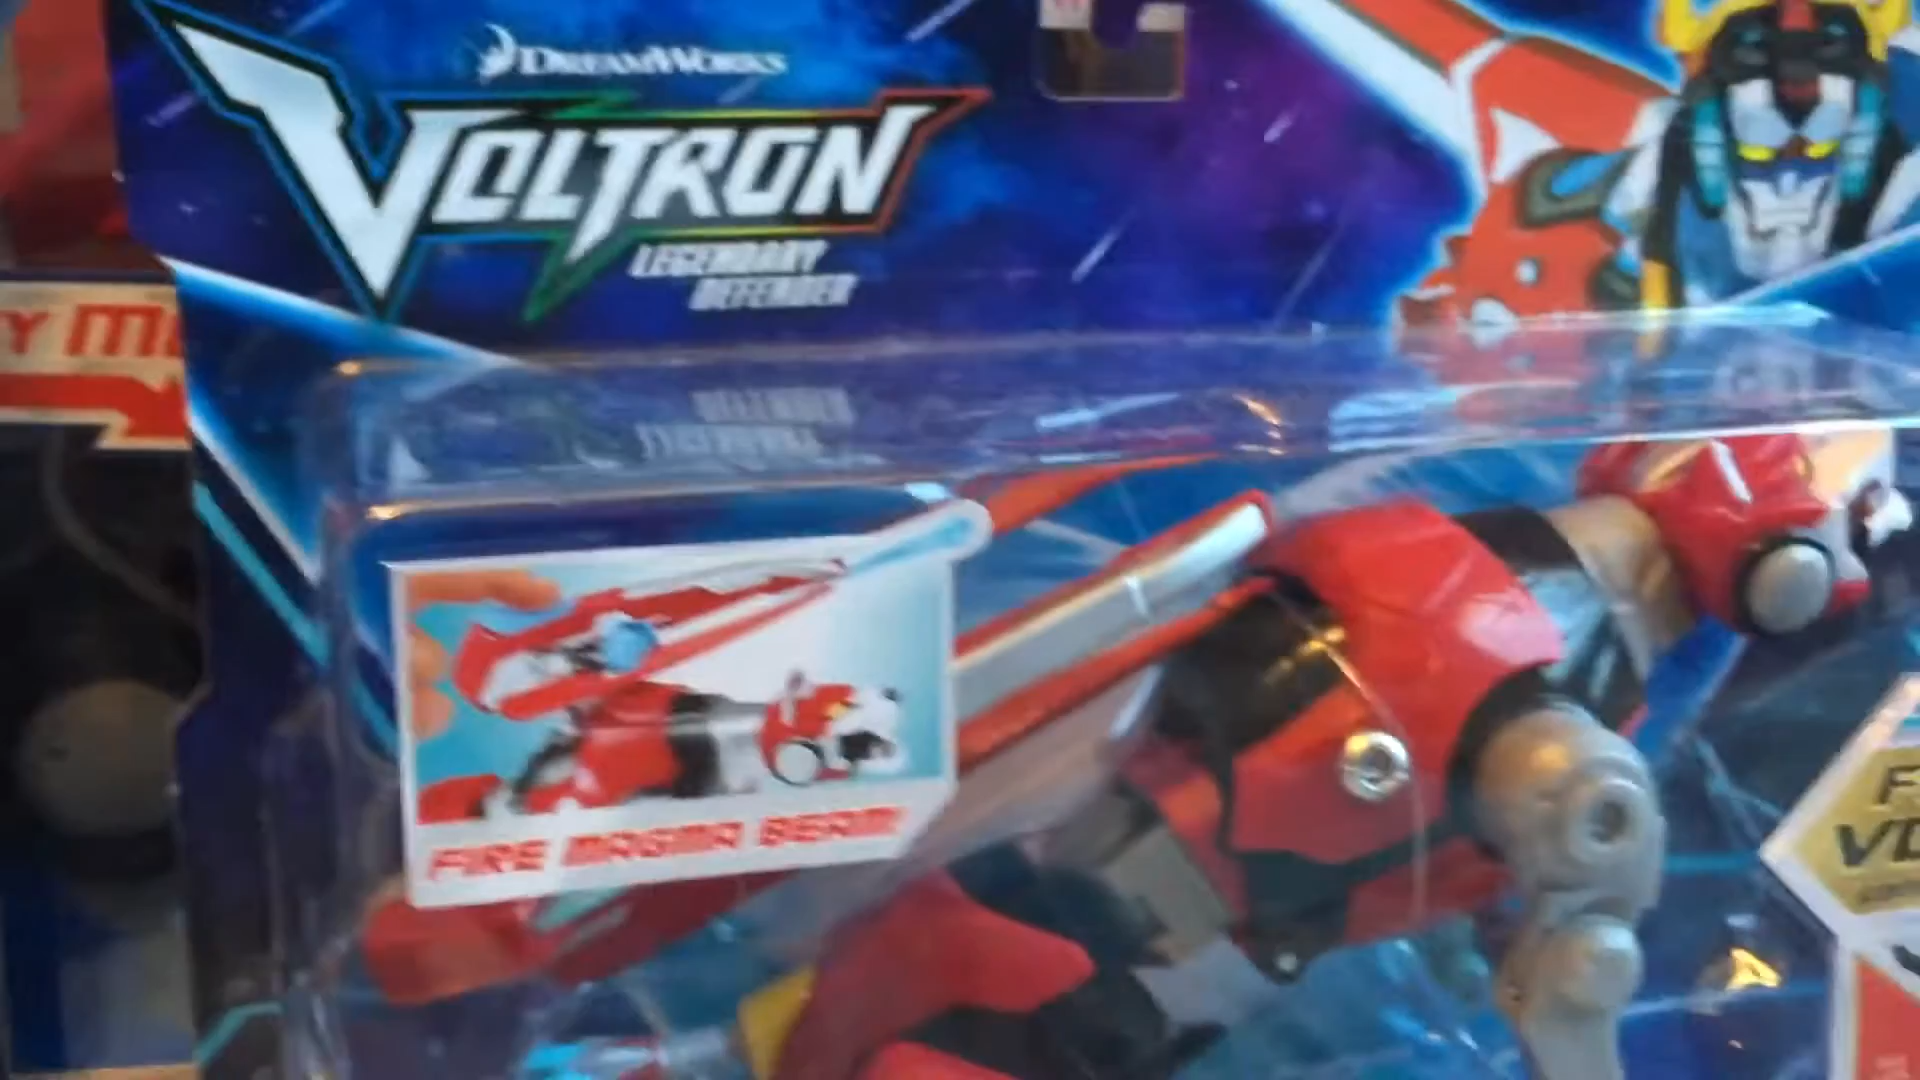 DREAMWORKS
VOLTRON
LEGENDARY
DEFENDER
Y
FIRE MAGMA BEAM